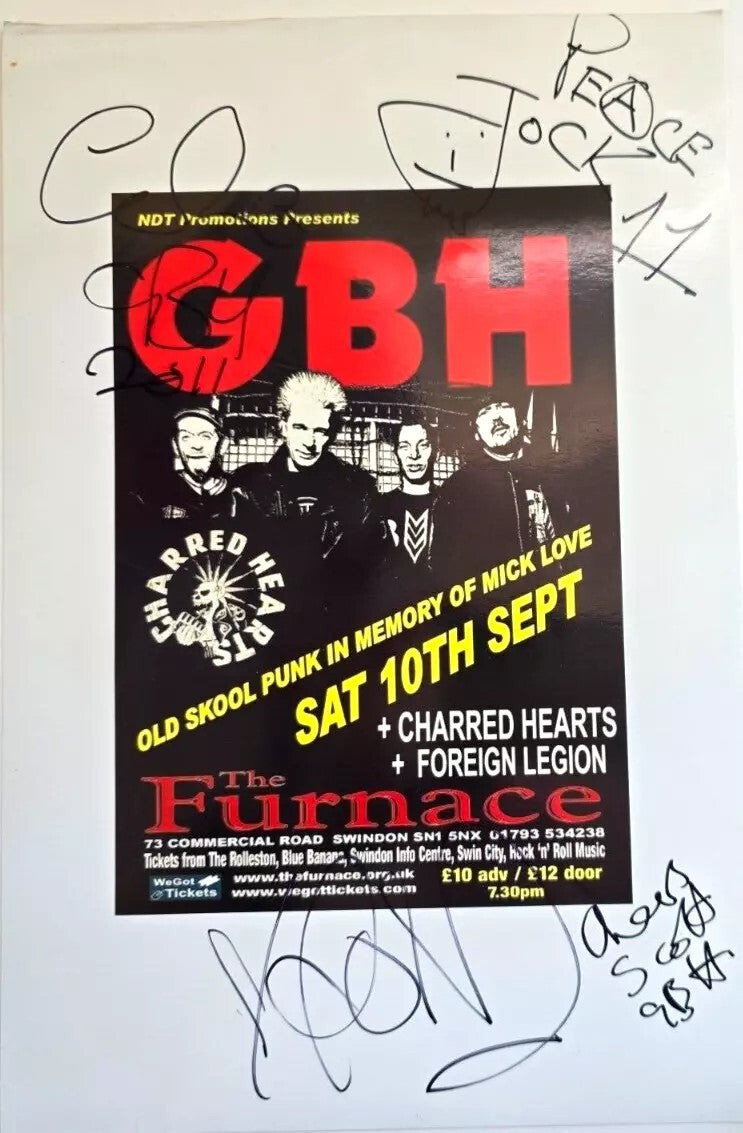 PEACE
JOCK
11
NDT Promotions Presents
GBH
GBH
2011
CHARRED HEARTS
OLD SKOOL PUNK IN MEMORY OF MICK LOVE
SAT 10TH SEPT
+ CHARRED HEARTS
+ FOREIGN LEGION
The
Furnace
73 COMMERCIAL ROAD SWINDON SN1 5NX 01793 534238
Tickets from The Rolleston, Blue Banana, Swindon Info Centre, Swin City, Rock 'n' Roll Music
WeGot
Tickets
www.thefurnace.org.uk
www.wegottickets.com
£10 adv / £12 door
7.30pm
Cheers
Scott
GBH